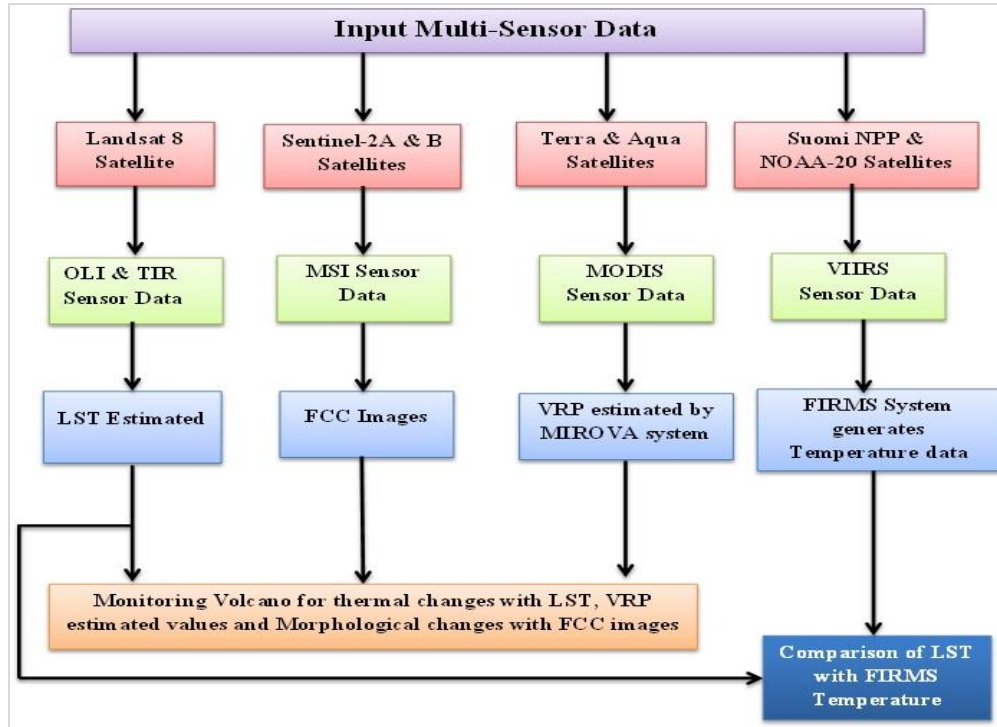 Input Multi-Sensor Data
Landsat 8
Satellite
Sentinel-2A & B
Satellites
Terra & Aqua
Satellites
Suomi NPP &
NOAA-20 Satellites
OLI & TIR
Sensor Data
MSI Sensor
Data
MODIS
Sensor Data
VIIRS
Sensor Data
LST Estimated
FCC Images
VRP estimated by
MIROVA system
FIRMS System
generates
Temperature data
Monitoring Volcano for thermal changes with LST, VRP
estimated values and Morphological changes with FCC images
Comparison of LST
with FIRMS
Temperature